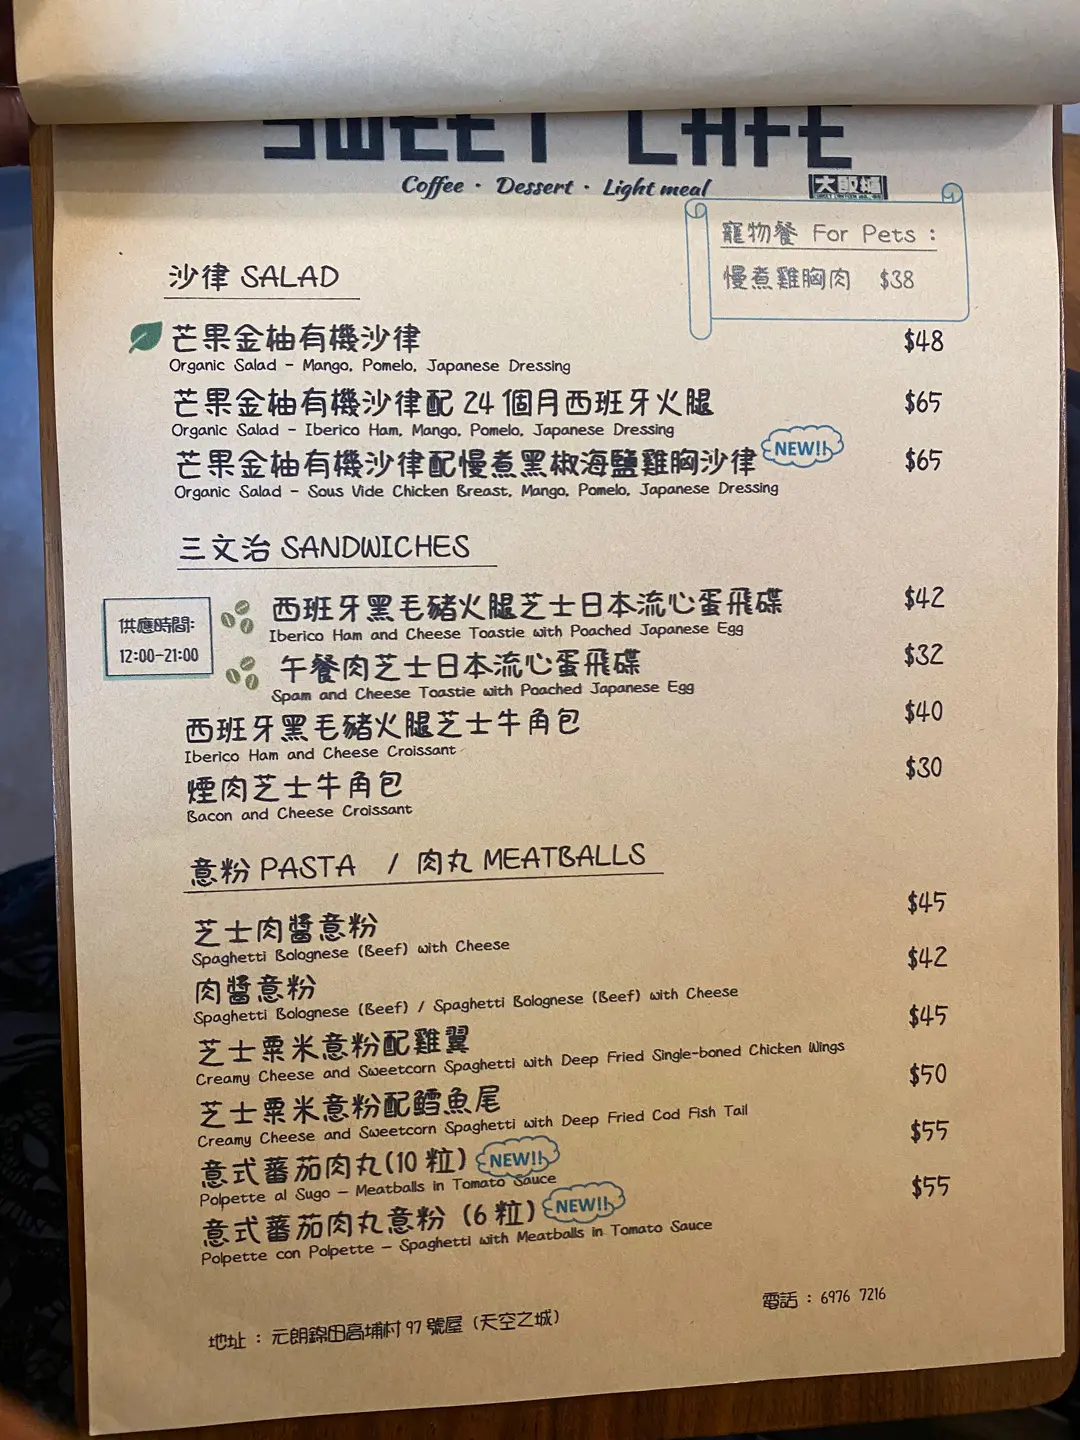 SWEET CAFE
Coffee · Dessert · Light meal
大取樋
寵物餐 For Pets :
慢煮雞胸肉 $38
沙律 SALAD
芒果金柚有機沙律 $48
Organic Salad - Mango, Pomelo, Japanese Dressing
芒果金柚有機沙律配 24 個月西班牙火腿 $65
Organic Salad - Iberico Ham, Mango, Pomelo, Japanese Dressing
芒果金柚有機沙律配慢煮黑椒海鹽雞胸沙律 NEW!! $65
Organic Salad - Sous Vide Chicken Breast, Mango, Pomelo, Japanese Dressing
三文治 SANDWICHES
供應時間:
12:00-21:00
西班牙黑毛豬火腿芝士日本流心蛋飛碟 $42
Iberico Ham and Cheese Toastie with Poached Japanese Egg
午餐肉芝士日本流心蛋飛碟 $32
Spam and Cheese Toastie with Poached Japanese Egg
西班牙黑毛豬火腿芝士牛角包 $40
Iberico Ham and Cheese Croissant
煙肉芝士牛角包 $30
Bacon and Cheese Croissant
意粉 PASTA / 肉丸 MEATBALLS
芝士肉醬意粉 $45
Spaghetti Bolognese (Beef) with Cheese
肉醬意粉 $42
Spaghetti Bolognese (Beef) / Spaghetti Bolognese (Beef) with Cheese
芝士粟米意粉配雞翼 $45
Creamy Cheese and Sweetcorn Spaghetti with Deep Fried Single-boned Chicken Wings
芝士粟米意粉配鱈魚尾 $50
Creamy Cheese and Sweetcorn Spaghetti with Deep Fried Cod Fish Tail
意式蕃茄肉丸(10 粒) NEW!! $55
Polpette al Sugo - Meatballs in Tomato Sauce
意式蕃茄肉丸意粉 (6 粒) NEW!! $55
Polpette con Polpette - Spaghetti with Meatballs in Tomato Sauce
電話 : 6976 7216
地址 : 元朗錦田高埔村 97 號屋 (天空之城)